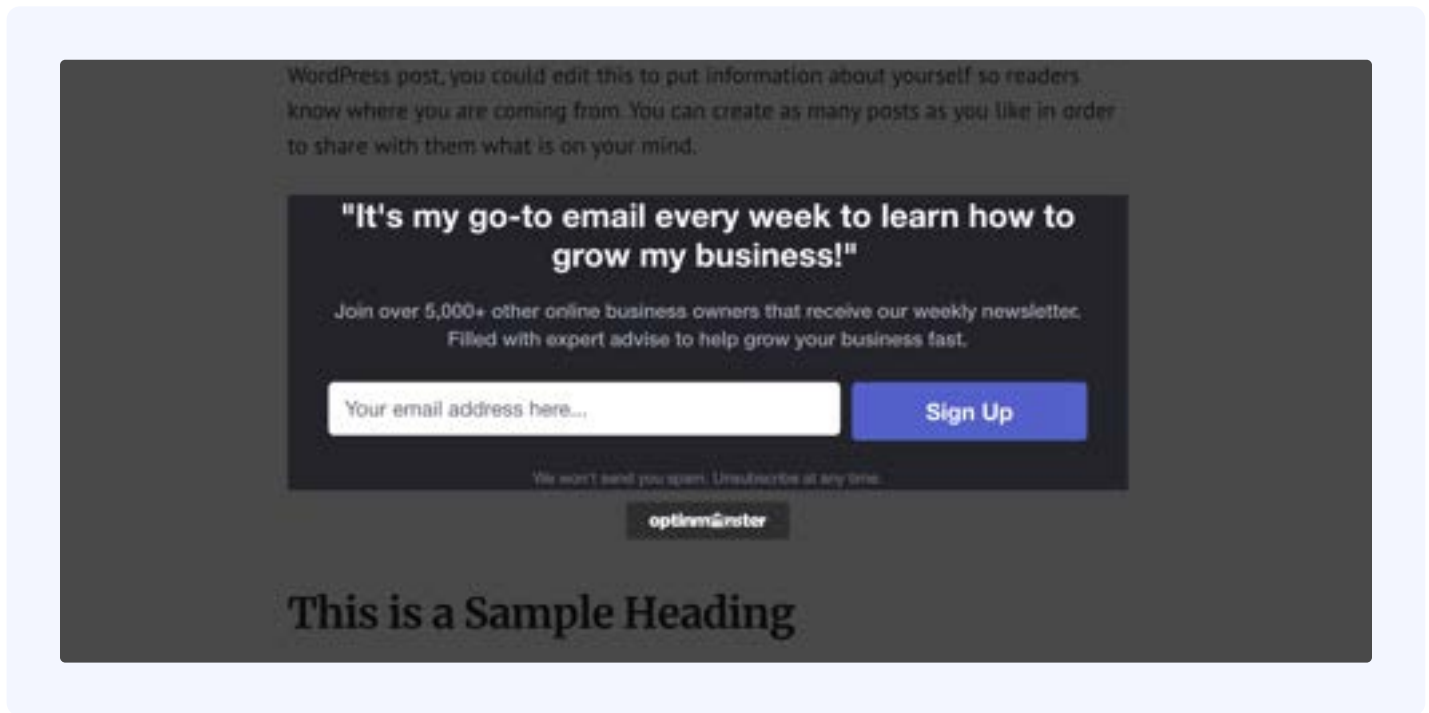 WordPress post, you could edit this to put information about yourself so readers
know where you are coming from. You can create as many posts as you like in order
to share with them what is on your mind.
"It's my go-to email every week to learn how to
grow my business!"
Join over 5,000+ other online business owners that receive our weekly newsletter.
Filled with expert advise to help grow your business fast.
Your email address here...
Sign Up
We won't send you spam. Unsubscribe at any time.
optinmonster
This is a Sample Heading